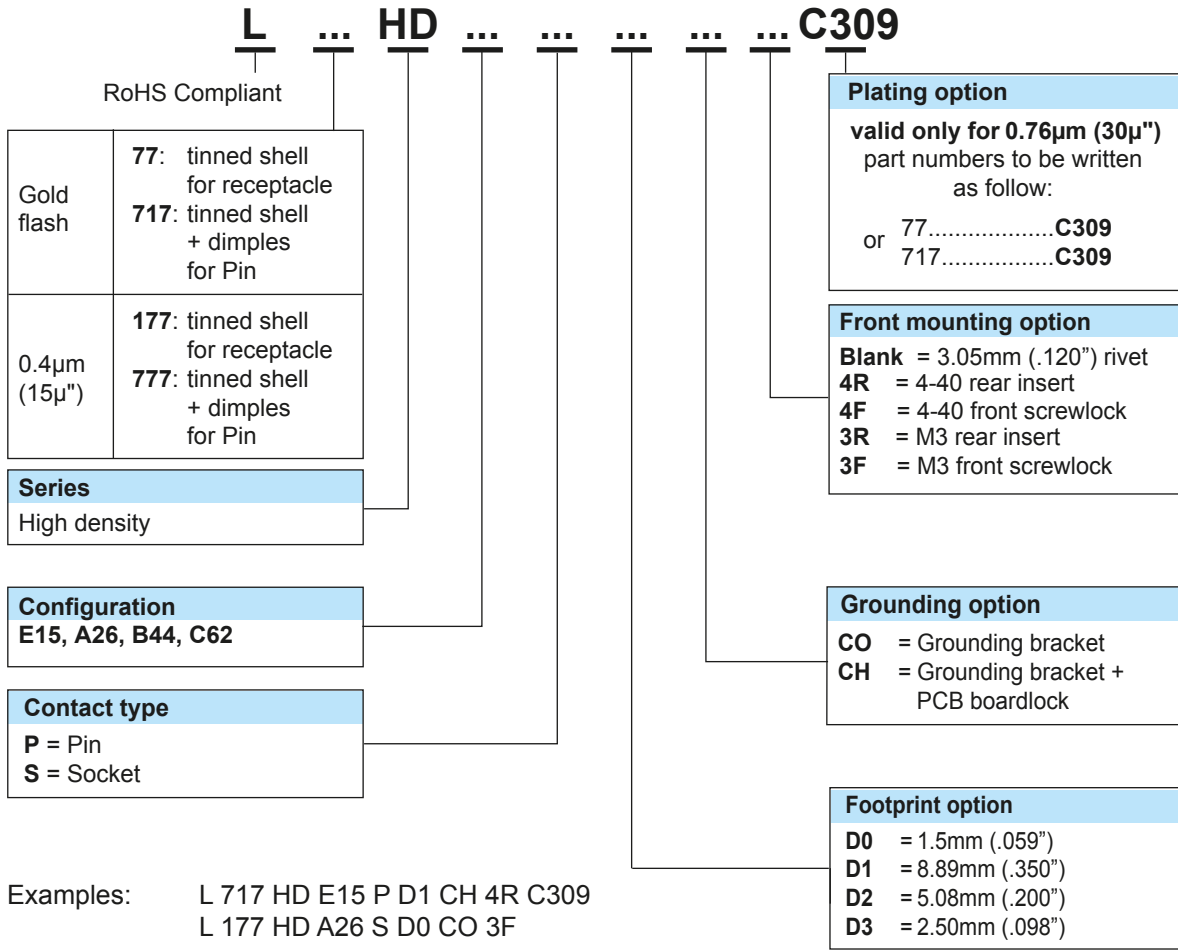 L ... HD ... ... ... ... ... C309
RoHS Compliant
Gold
flash
77: tinned shell
for receptacle
717: tinned shell
+ dimples
for Pin
0.4µm
(15µ")
177: tinned shell
for receptacle
777: tinned shell
+ dimples
for Pin
Series
High density
Configuration
E15, A26, B44, C62
Contact type
P = Pin
S = Socket
Plating option
valid only for 0.76µm (30µ")
part numbers to be written
as follow:
or
77...................C309
717.................C309
Front mounting option
Blank = 3.05mm (.120”) rivet
4R = 4-40 rear insert
4F = 4-40 front screwlock
3R = M3 rear insert
3F = M3 front screwlock
Grounding option
CO = Grounding bracket
CH = Grounding bracket +
PCB boardlock
Footprint option
D0 = 1.5mm (.059”)
D1 = 8.89mm (.350”)
D2 = 5.08mm (.200”)
D3 = 2.50mm (.098”)
Examples: L 717 HD E15 P D1 CH 4R C309
L 177 HD A26 S D0 CO 3F